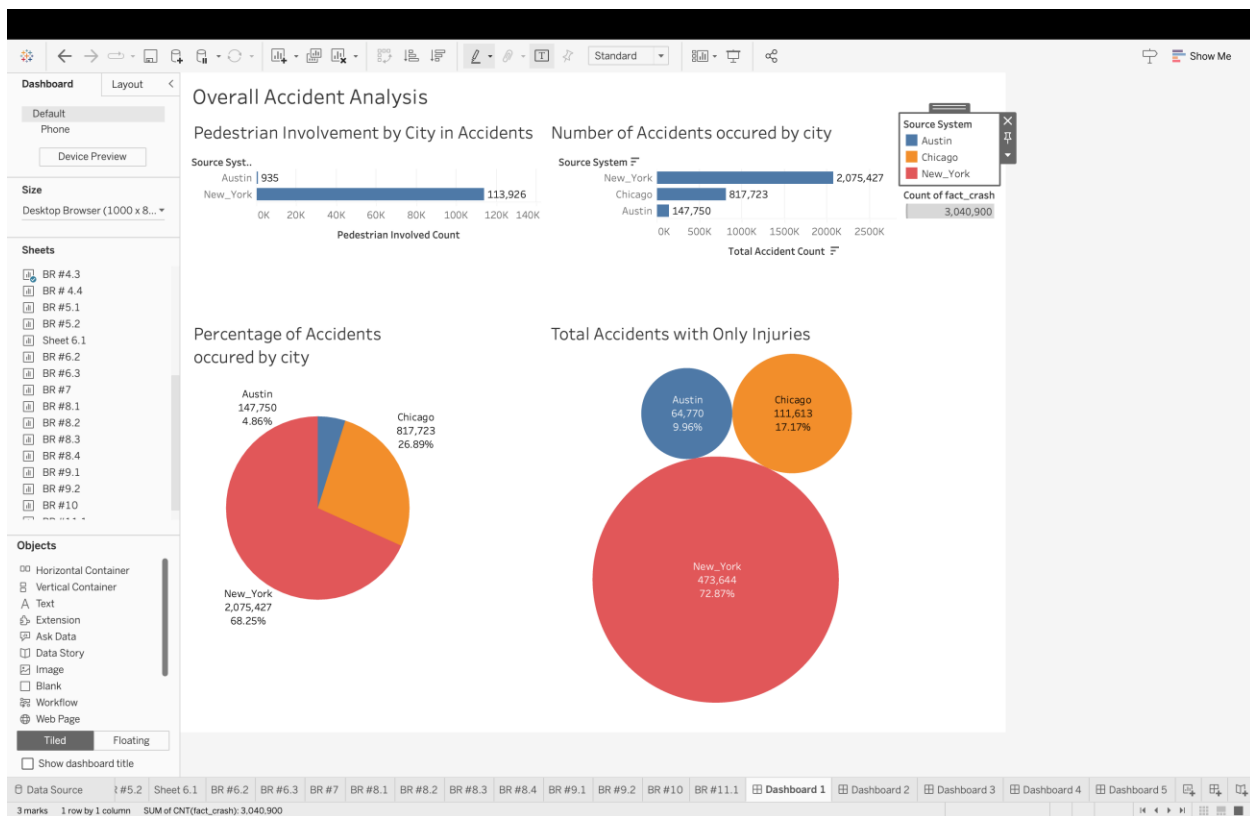 Standard
Show Me
Dashboard
Layout
Default
Phone
Device Preview
Size
Desktop Browser (1000 x 8...
Sheets
BR #4.3
BR # 4.4
BR #5.1
BR #5.2
Sheet 6.1
BR #6.2
BR #6.3
BR #7
BR #8.1
BR #8.2
BR #8.3
BR #8.4
BR #9.1
BR #9.2
BR #10
Objects
Horizontal Container
Vertical Container
Text
Extension
Ask Data
Data Story
Image
Blank
Workflow
Web Page
Tiled
Floating
Show dashboard title
Overall Accident Analysis
Pedestrian Involvement by City in Accidents
Source Syst..
Austin 935
New_York 113,926
0K 20K 40K 60K 80K 100K 120K 140K
Pedestrian Involved Count
Number of Accidents occured by city
Source System
New_York 2,075,427
Chicago 817,723
Austin 147,750
0K 500K 1000K 1500K 2000K 2500K
Total Accident Count
Source System
Austin
Chicago
New_York
Count of fact_crash
3,040,900
Percentage of Accidents
occured by city
Austin
147,750
4.86%
Chicago
817,723
26.89%
New_York
2,075,427
68.25%
Total Accidents with Only Injuries
Austin
64,770
9.96%
Chicago
111,613
17.17%
New_York
473,644
72.87%
Data Source #5.2 Sheet 6.1 BR #6.2 BR #6.3 BR #7 BR #8.1 BR #8.2 BR #8.3 BR #8.4 BR #9.1 BR #9.2 BR #10 BR #11.1 Dashboard 1 Dashboard 2 Dashboard 3 Dashboard 4 Dashboard 5
3 marks 1 row by 1 column SUM of CNT(fact_crash): 3,040,900